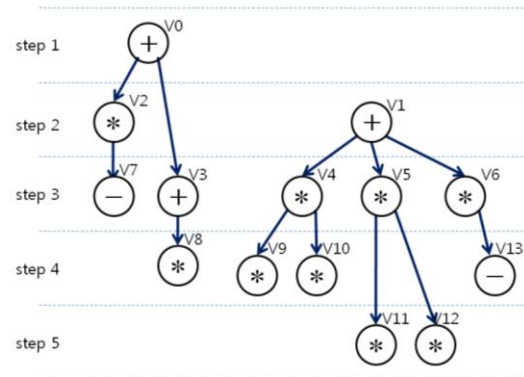 step 1
V0
+
step 2
V2
*
V1
+
step 3
V7
−
V3
+
V4
*
V5
*
V6
*
step 4
V8
*
V9
*
V10
*
V13
−
step 5
V11
*
V12
*